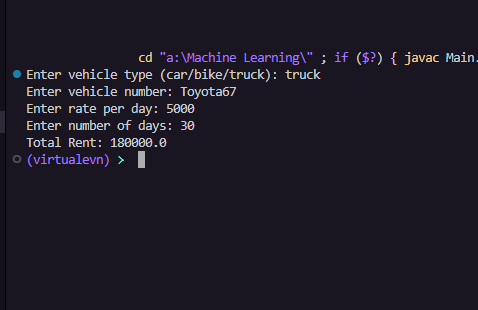 cd "a:\Machine Learning\" ; if ($?) { javac Main.
Enter vehicle type (car/bike/truck): truck
Enter vehicle number: Toyota67
Enter rate per day: 5000
Enter number of days: 30
Total Rent: 180000.0
(virtualevn) >